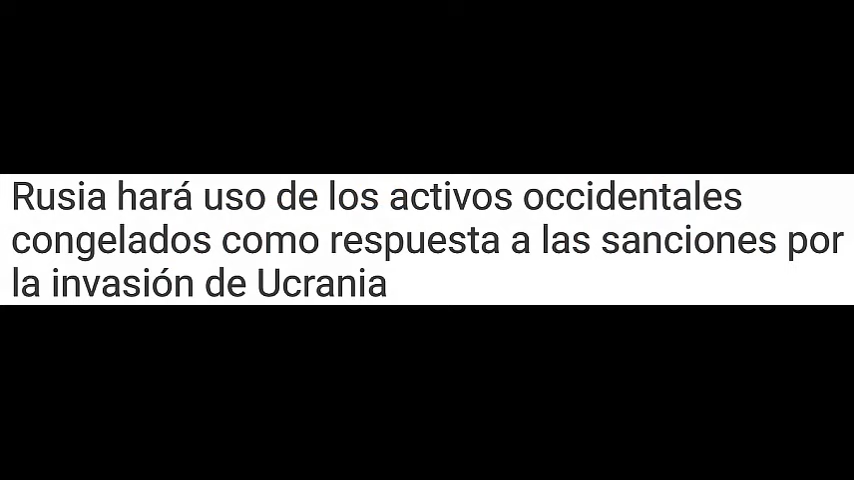 Rusia hará uso de los activos occidentales
congelados como respuesta a las sanciones por
la invasión de Ucrania